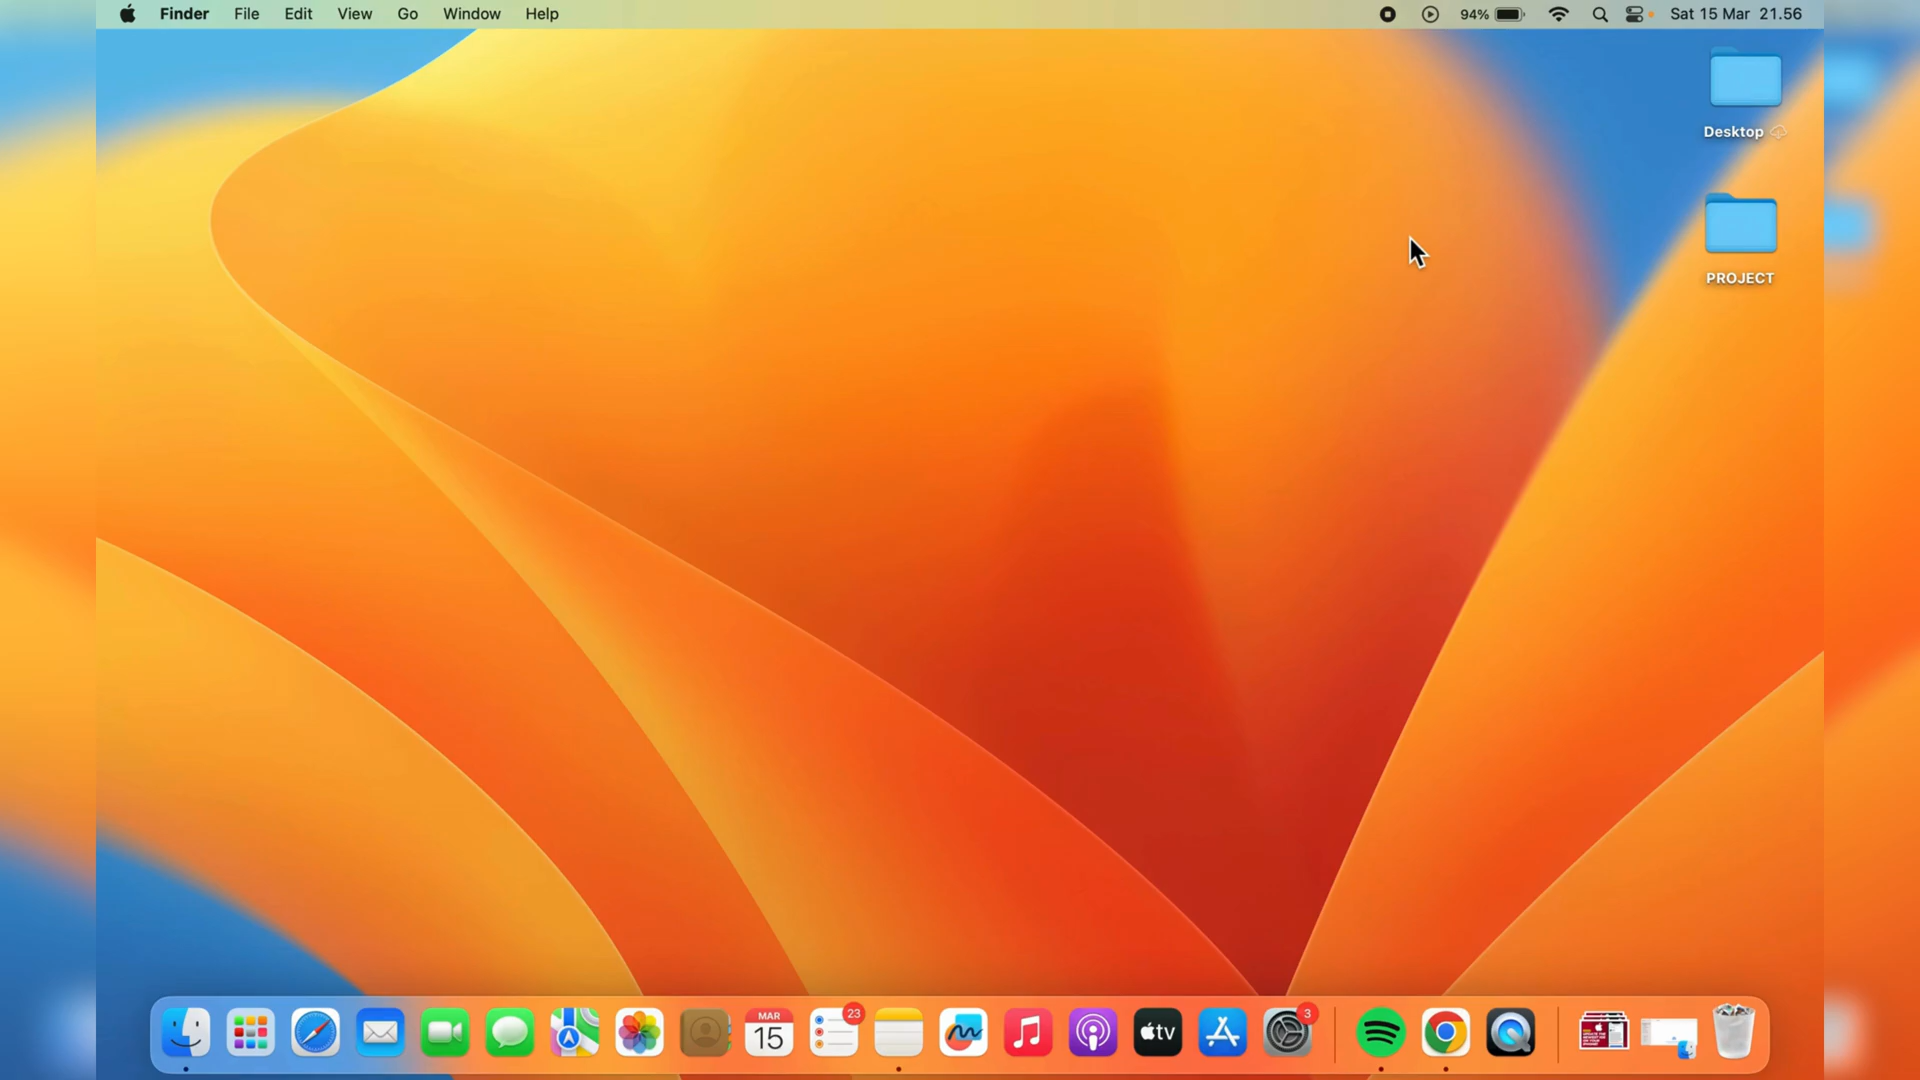 Finder File Edit View Go Window Help 94% Sat 15 Mar 21.56
Desktop
PROJECT
MAR
15
23
tv
3